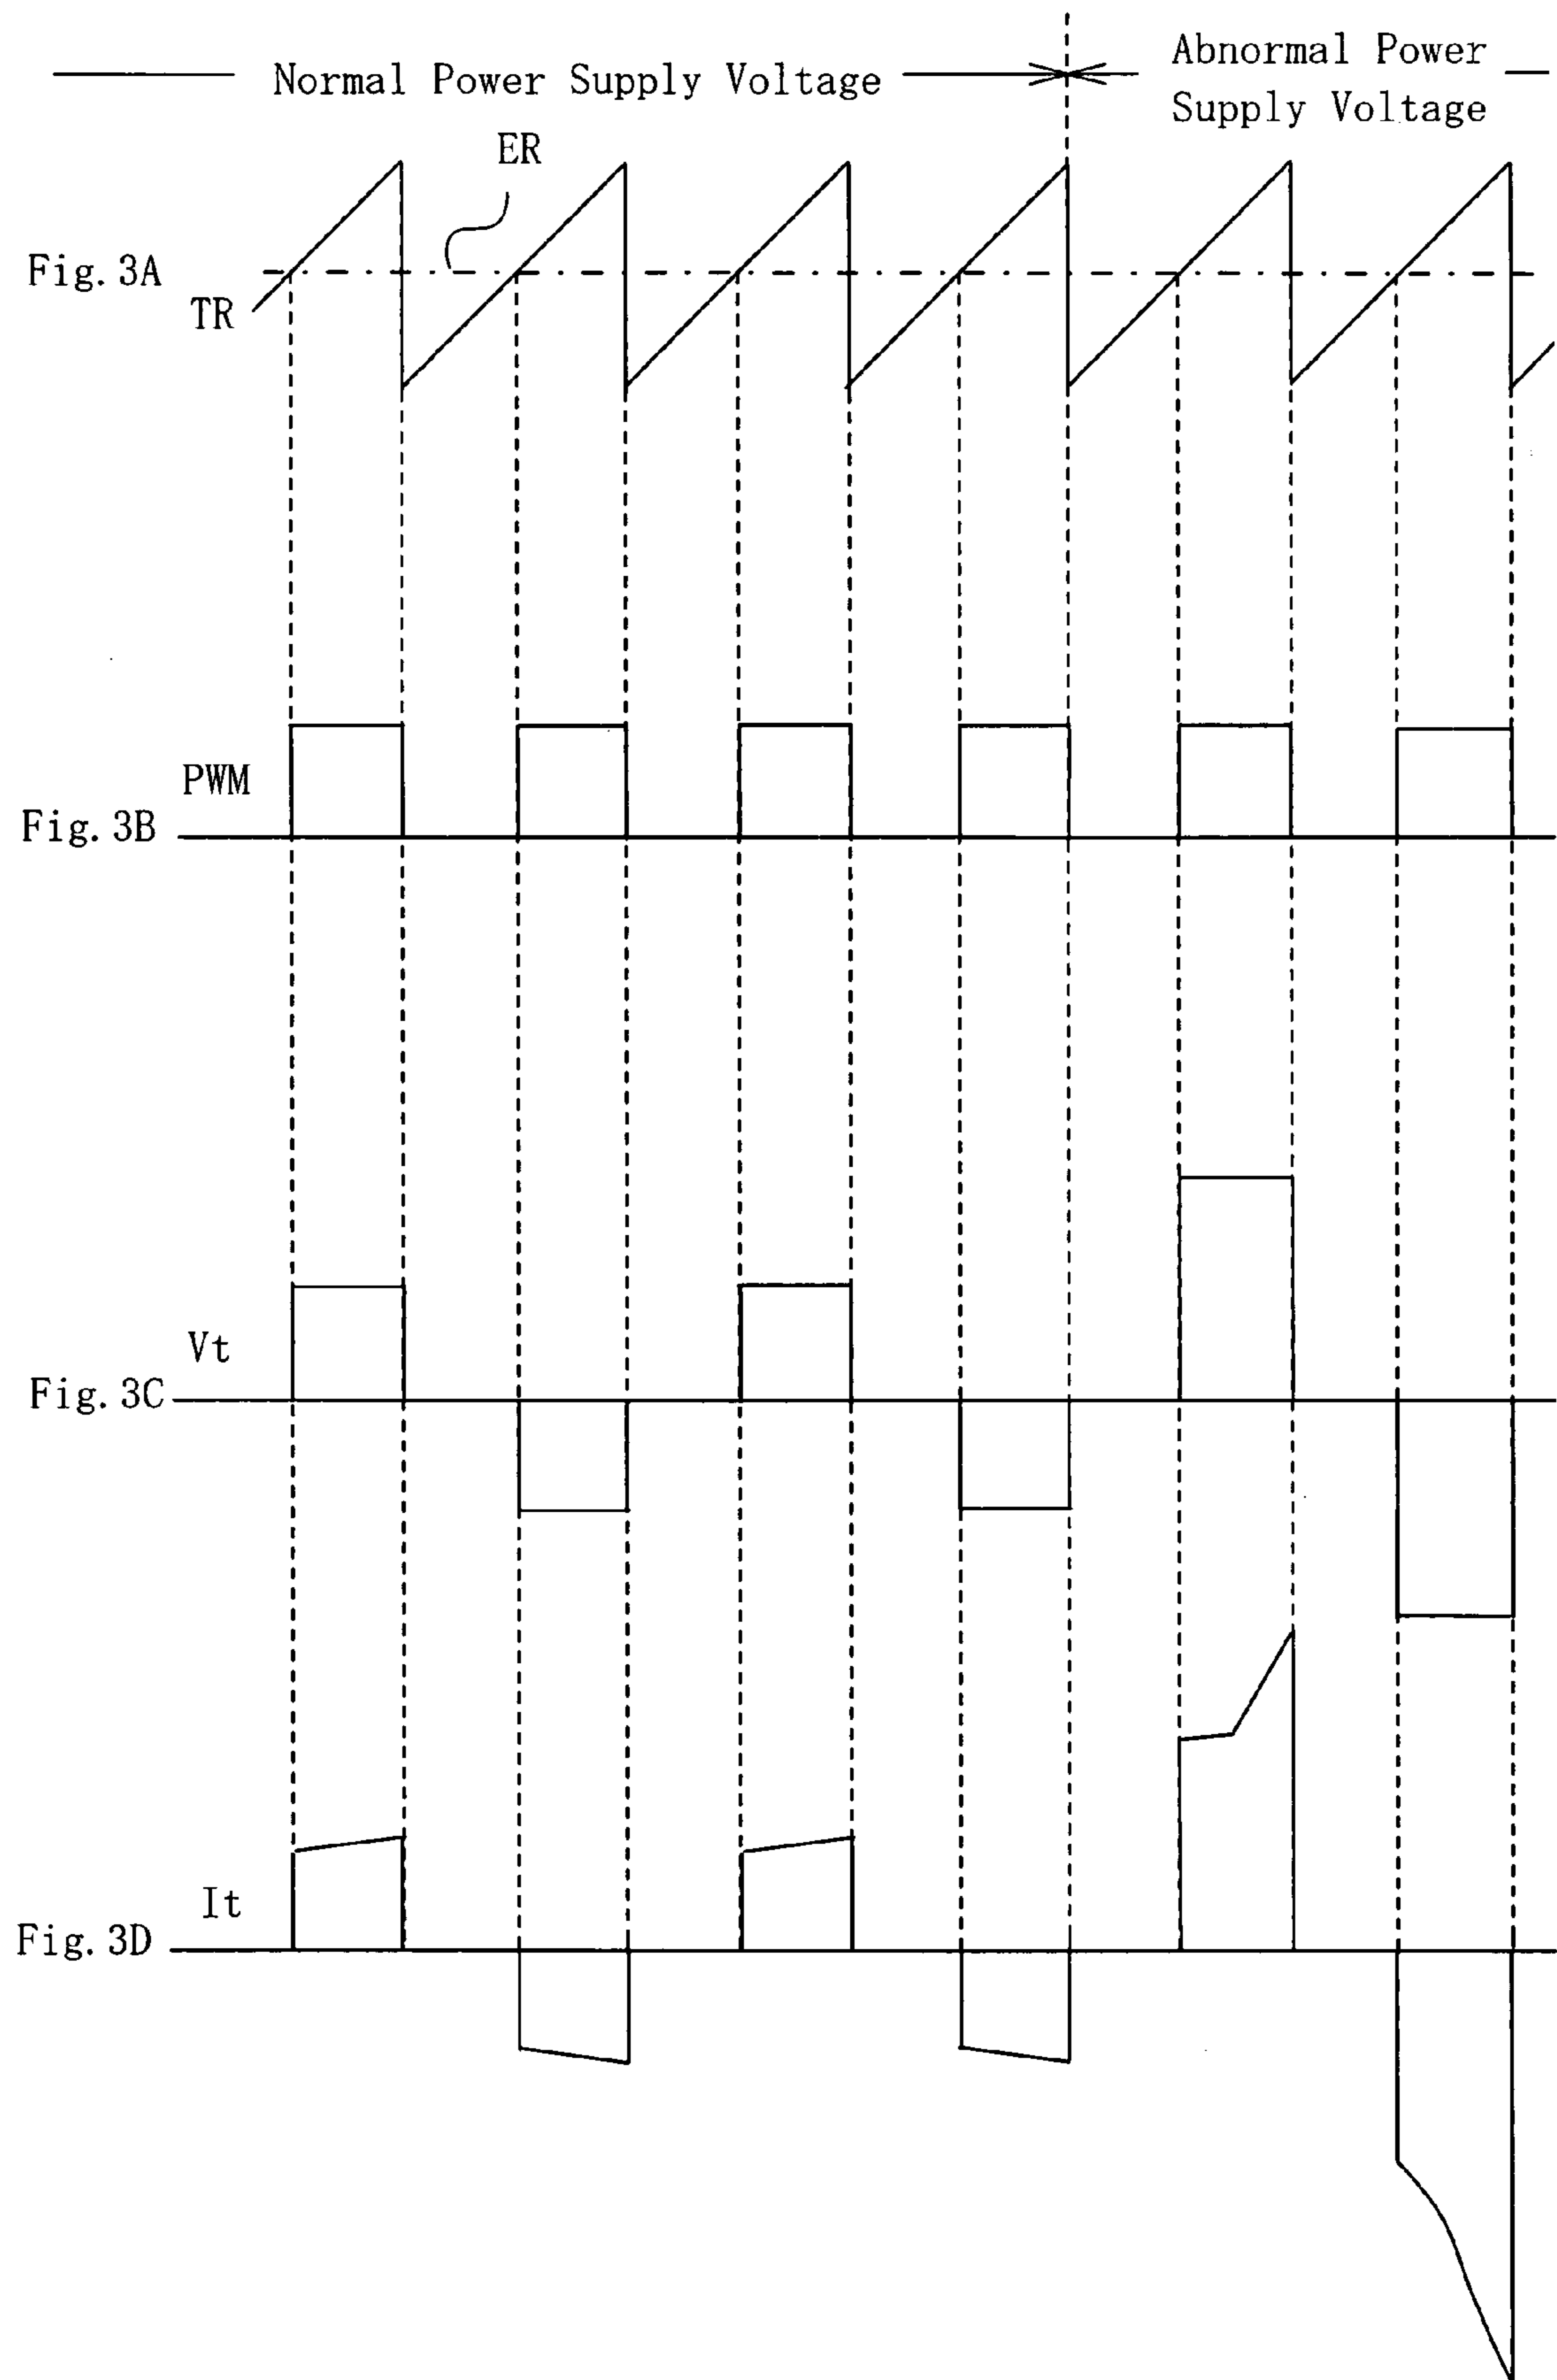 Normal Power Supply Voltage
Abnormal Power
Supply Voltage
ER
Fig. 3A
TR
PWM
Fig. 3B
Vt
Fig. 3C
It
Fig. 3D